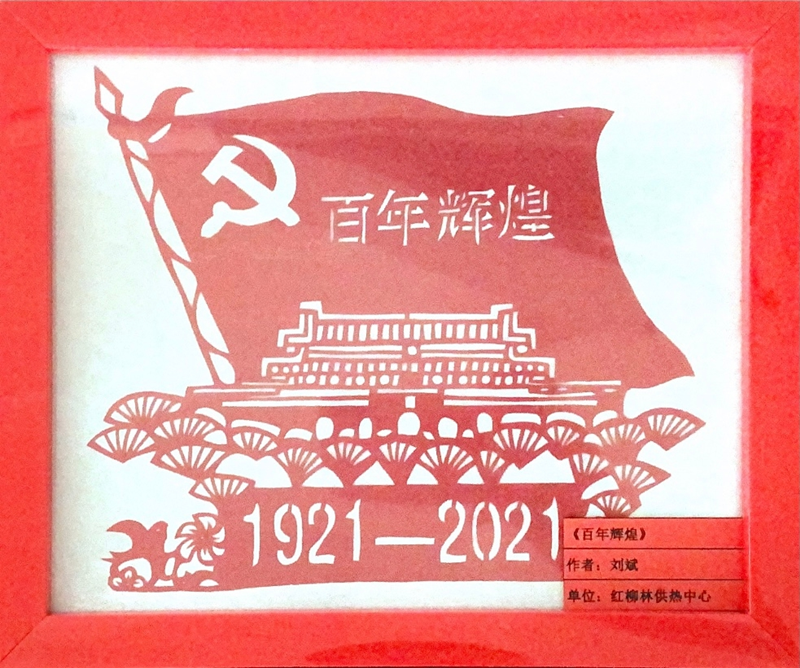 百年辉煌
1921—2021
《百年辉煌》
作者：刘斌
单位：红柳林供热中心